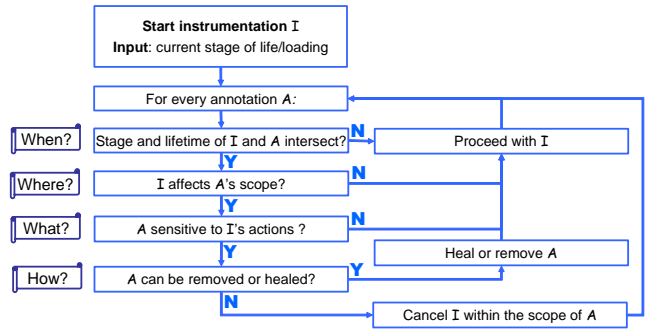 Start instrumentation I
Input: current stage of life/loading
For every annotation A:
When?
Stage and lifetime of I and A intersect?
N
Proceed with I
Y
Where?
I affects A's scope?
N
Y
What?
A sensitive to I's actions ?
N
Y
Heal or remove A
How?
A can be removed or healed?
Y
N
Cancel I within the scope of A